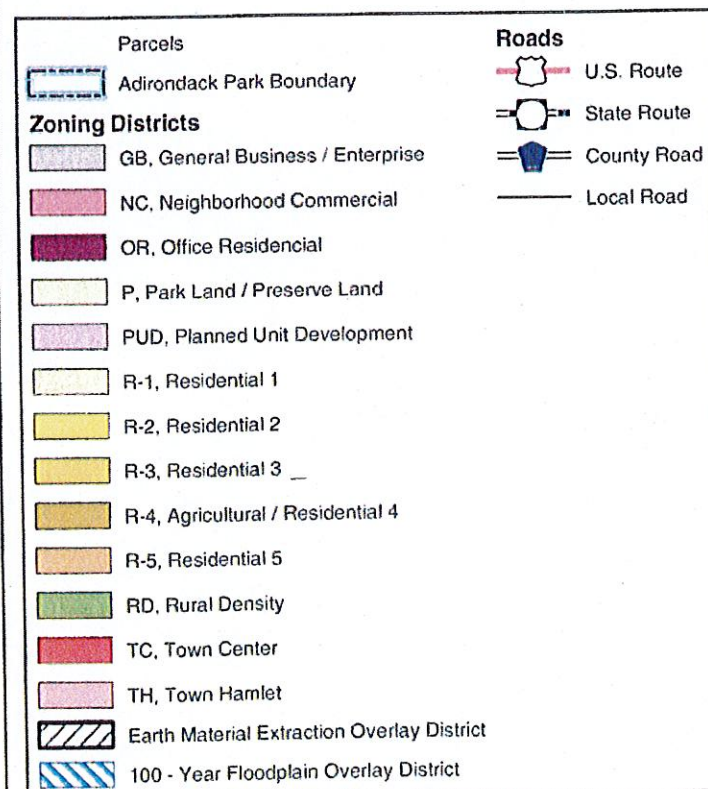 Parcels
Adirondack Park Boundary
Zoning Districts
GB, General Business / Enterprise
NC, Neighborhood Commercial
OR, Office Residencial
P, Park Land / Preserve Land
PUD, Planned Unit Development
R-1, Residential 1
R-2, Residential 2
R-3, Residential 3
R-4, Agricultural / Residential 4
R-5, Residential 5
RD, Rural Density
TC, Town Center
TH, Town Hamlet
Earth Material Extraction Overlay District
100 - Year Floodplain Overlay District
Roads
U.S. Route
State Route
County Road
Local Road